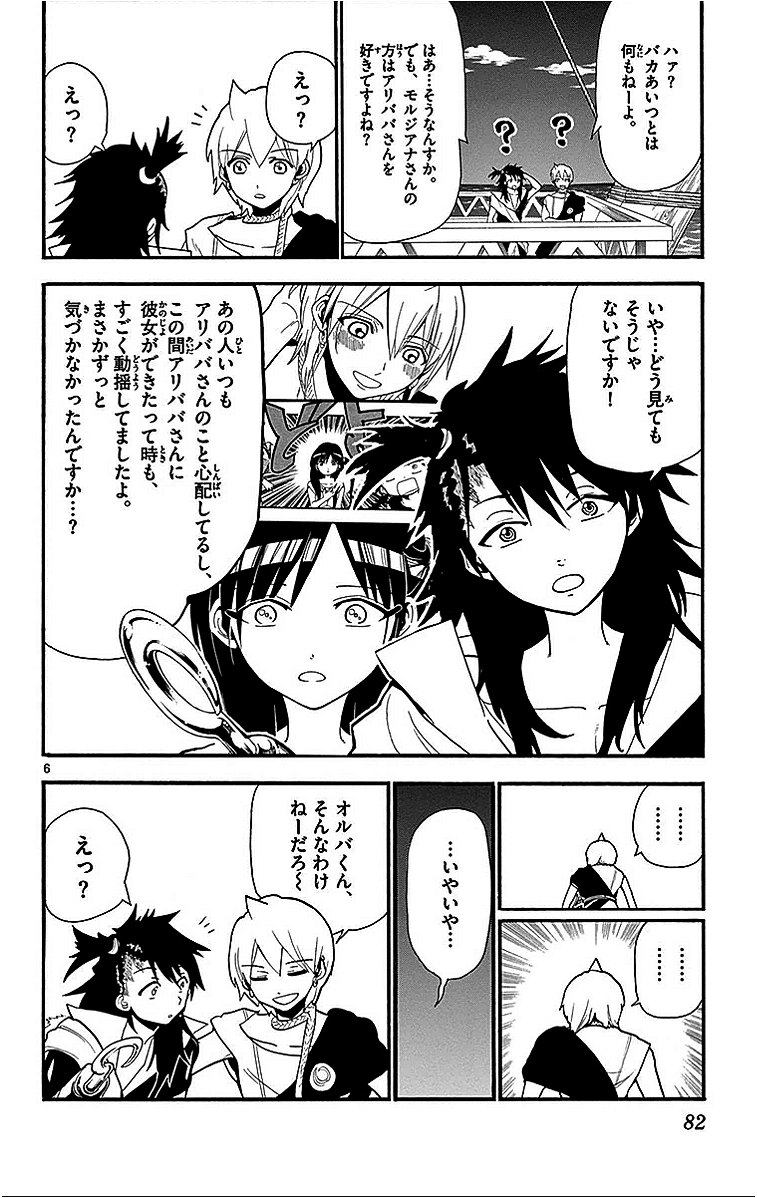 ハァ?
バカあいつとは
何もねーよ。
はあ…そうなんすか。
でも、モルジアナさんの
方はアリババさんを
好きですよね?
?
?
えっ?
えっ?
いや…どう見ても
そうじゃ
ないですか!
あの人いつも
アリババさんのこと心配してるし、
この間アリババさんに
彼女ができたって時も、
すごく動揺してましたよ。
まさかずっと
気づかなかったんですか…?
6
……
……
……
……
…いやいや…
オルバくん、
そんなわけ
ねーだろ〜
えっ?
82